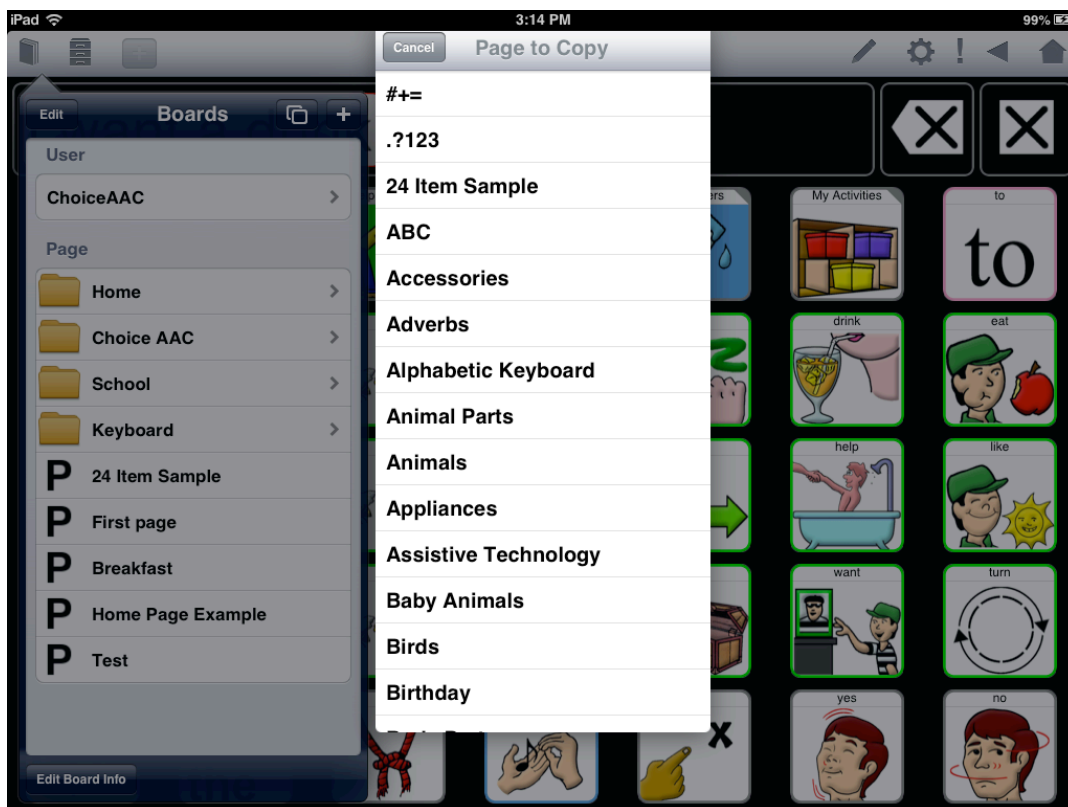 iPad 3:14 PM 99%
Cancel Page to Copy
Edit Boards +
User
ChoiceAAC
Page
Home
Choice AAC
School
Keyboard
P 24 Item Sample
P First page
P Breakfast
P Home Page Example
P Test
Edit Board Info
#+=
.?123
24 Item Sample
ABC
Accessories
Adverbs
Alphabetic Keyboard
Animal Parts
Animals
Appliances
Assistive Technology
Baby Animals
Birds
Birthday
My Activities
to
to
drink
eat
help
like
want
turn
yes
no
X
the